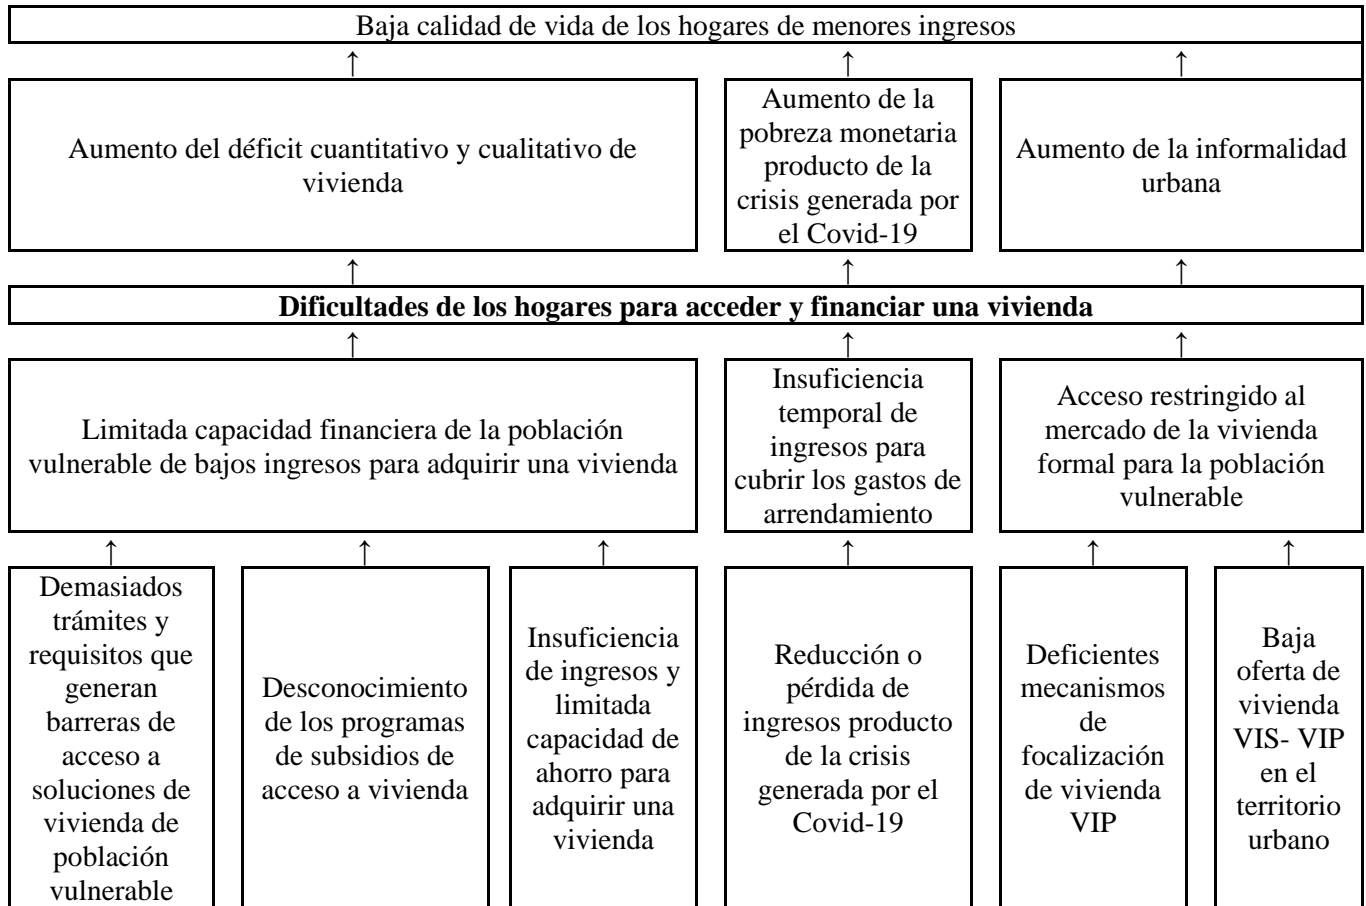 Baja calidad de vida de los hogares de menores ingresos
↑ ↑ ↑
Aumento del déficit cuantitativo y cualitativo de
vivienda
Aumento de la
pobreza monetaria
producto de la
crisis generada por
el Covid-19
Aumento de la informalidad
urbana
↑ ↑ ↑
Dificultades de los hogares para acceder y financiar una vivienda
↑ ↑ ↑
Limitada capacidad financiera de la población
vulnerable de bajos ingresos para adquirir una vivienda
Insuficiencia
temporal de
ingresos para
cubrir los gastos de
arrendamiento
Acceso restringido al
mercado de la vivienda
formal para la población
vulnerable
↑ ↑ ↑ ↑ ↑ ↑
Demasiados
trámites y
requisitos que
generan
barreras de
acceso a
soluciones de
vivienda de
población
vulnerable
Desconocimiento
de los programas
de subsidios de
acceso a vivienda
Insuficiencia
de ingresos y
limitada
capacidad de
ahorro para
adquirir una
vivienda
Reducción o
pérdida de
ingresos producto
de la crisis
generada por el
Covid-19
Deficientes
mecanismos
de
focalización
de vivienda
VIP
Baja
oferta de
vivienda
VIS- VIP
en el
territorio
urbano